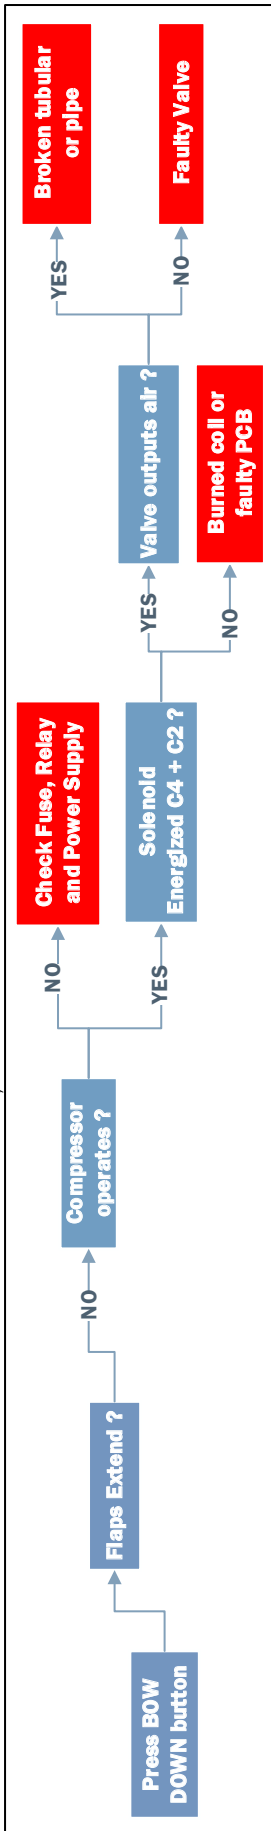 Press BOW
DOWN button
Flaps Extend ?
NO
Compressor
operates ?
NO
Check Fuse, Relay
and Power Supply
YES
Solenoid
Energized C4 + C2 ?
YES
Valve outputs air ?
NO
Burned coil or
faulty PCB
YES
Broken tubular
or pipe
NO
Faulty Valve